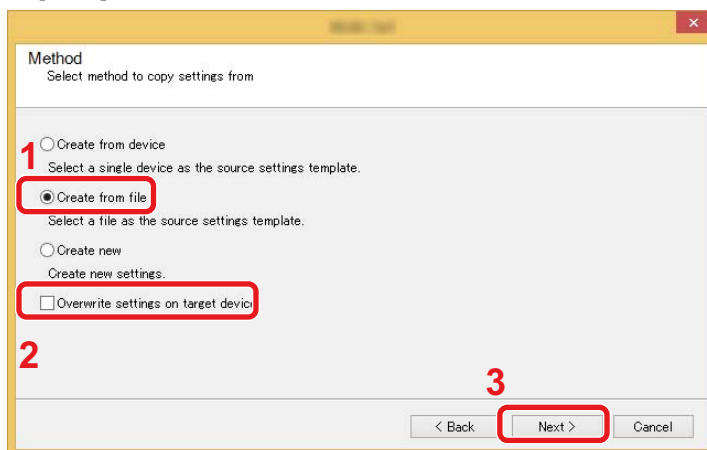 Method
Select method to copy settings from
Create from device
1
Select a single device as the source settings template.
Create from file
Select a file as the source settings template.
Create new
Create new settings.
Overwrite settings on target device
2
3
< Back
Next >
Cancel